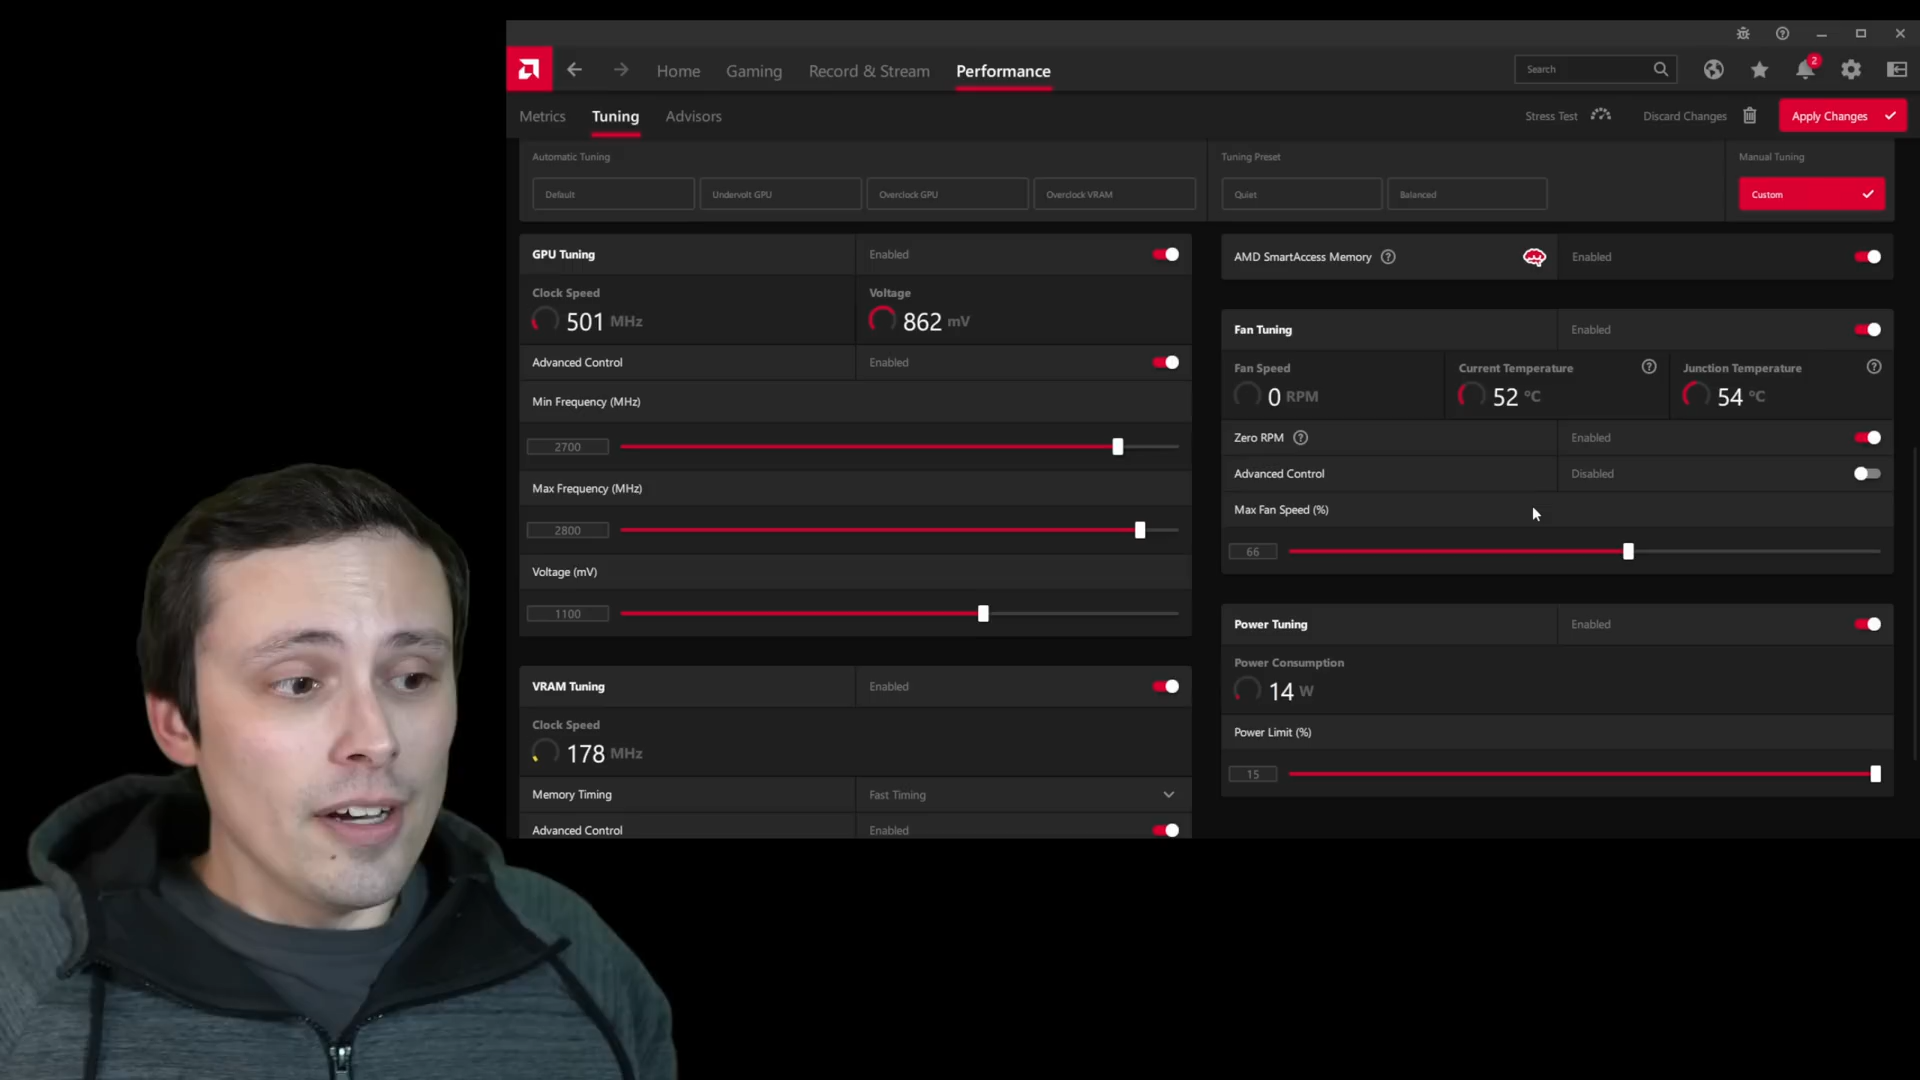 Home Gaming Record & Stream Performance Search 2
Metrics Tuning Advisors Stress Test Discard Changes Apply Changes
Automatic Tuning Tuning Preset Manual Tuning
Default Undervolt GPU Overclock GPU Overclock VRAM Quiet Balanced Custom
GPU Tuning Enabled
Clock Speed Voltage
501 MHz 862 mV
Advanced Control Enabled
Min Frequency (MHz)
2700
Max Frequency (MHz)
2800
Voltage (mV)
1100
VRAM Tuning Enabled
Clock Speed
178 MHz
Memory Timing Fast Timing
Advanced Control Enabled
AMD SmartAccess Memory ? Enabled
Fan Tuning Enabled
Fan Speed Current Temperature ? Junction Temperature ?
0 RPM 52 °C 54 °C
Zero RPM ? Enabled
Advanced Control Disabled
Max Fan Speed (%)
66
Power Tuning Enabled
Power Consumption
14 W
Power Limit (%)
15